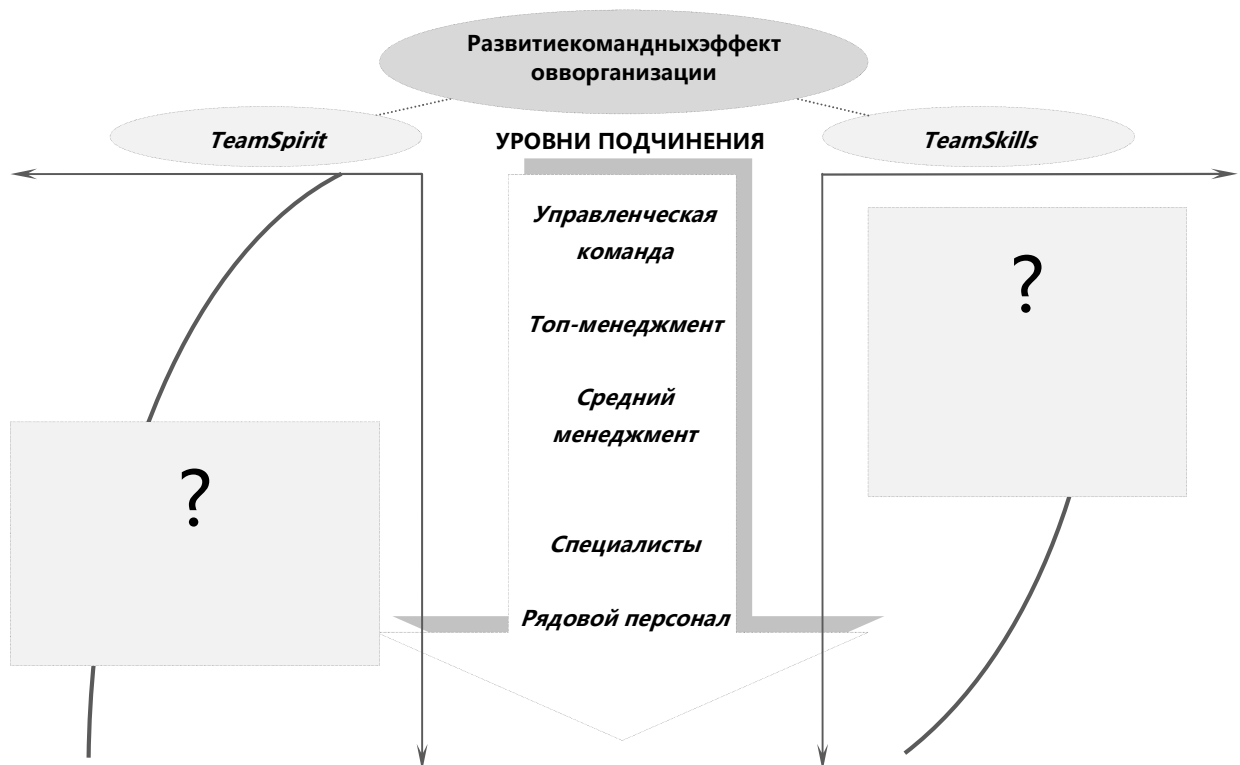 Развитиекомандныхэффект
овворганизации
TeamSpirit
УРОВНИ ПОДЧИНЕНИЯ
TeamSkills
Управленческая
команда
?
Топ-менеджмент
Средний
менеджмент
?
Специалисты
Рядовой персонал